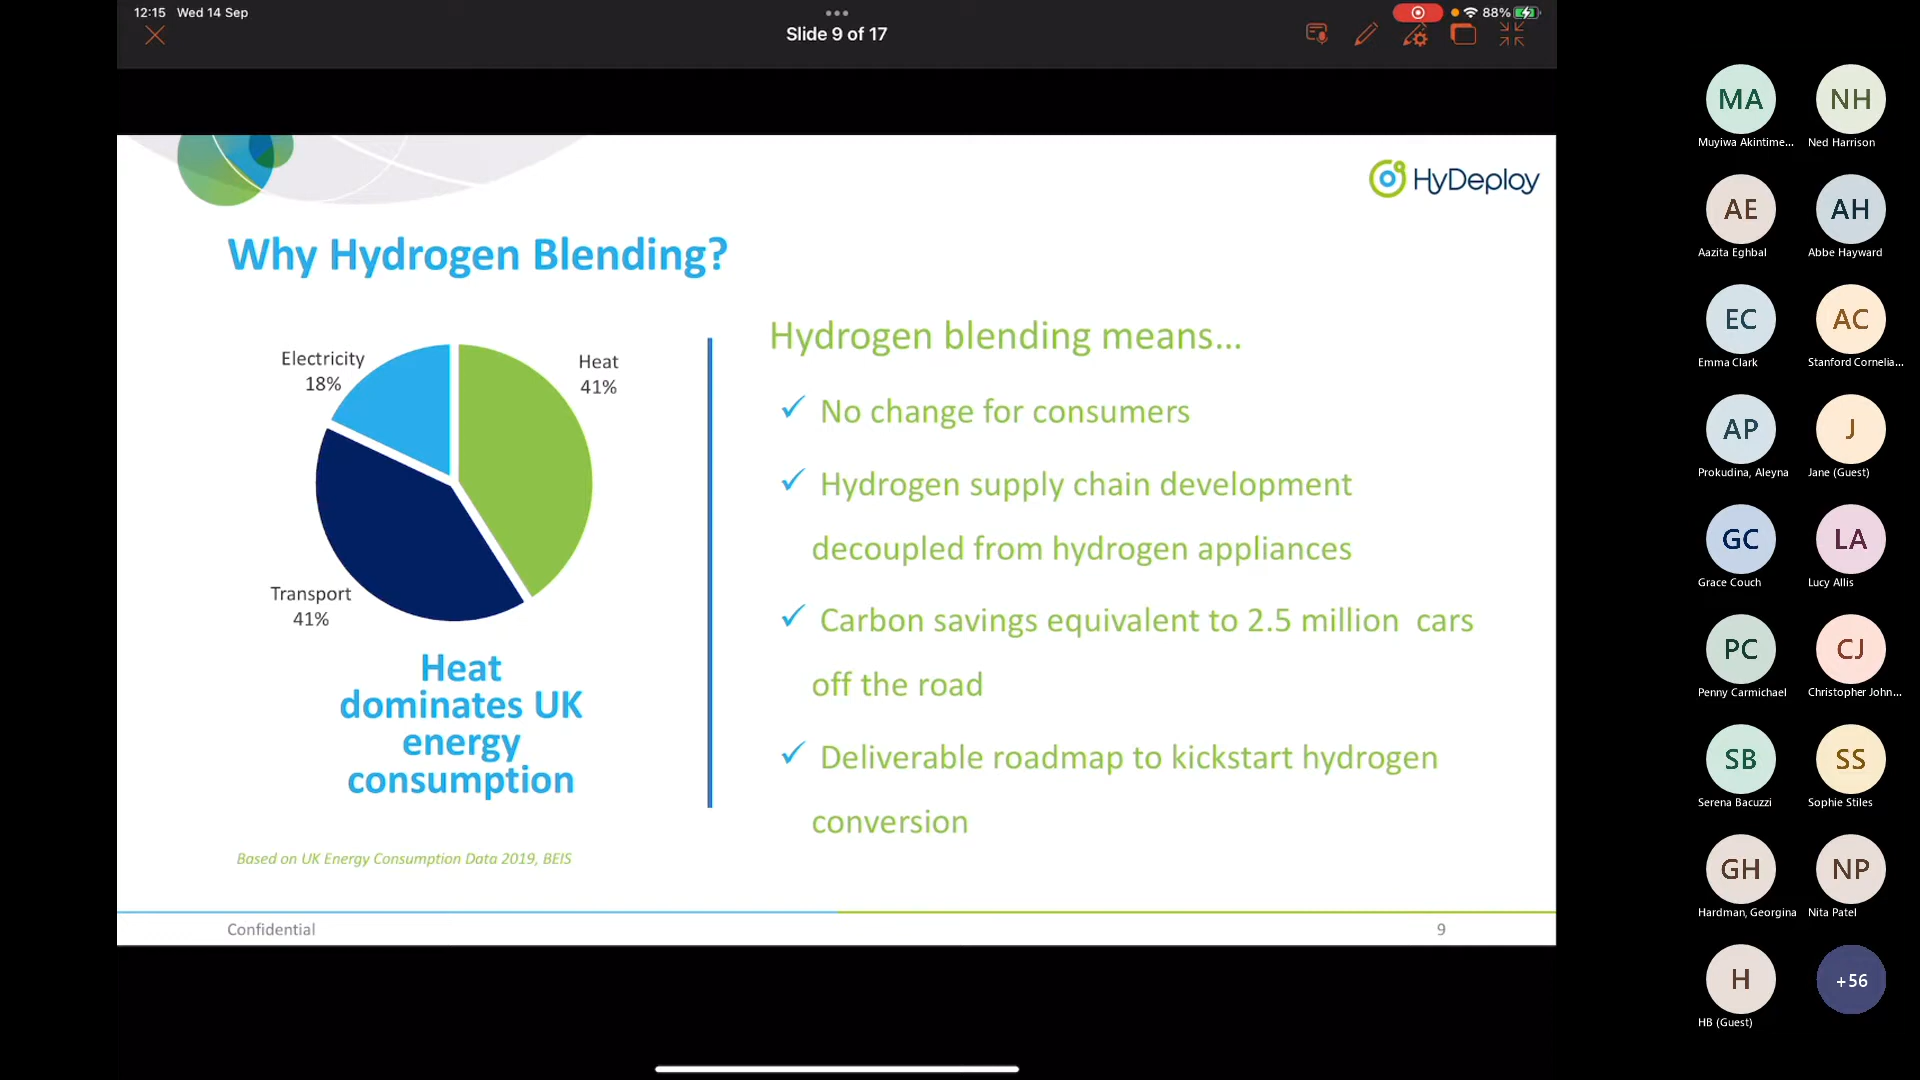 12:15 Wed 14 Sep
88%
Slide 9 of 17
HyDeploy
Why Hydrogen Blending?
Electricity
18%
Heat
41%
Transport
41%
Heat
dominates UK
energy
consumption
Based on UK Energy Consumption Data 2019, BEIS
Hydrogen blending means...
No change for consumers
Hydrogen supply chain development
decoupled from hydrogen appliances
Carbon savings equivalent to 2.5 million cars
off the road
Deliverable roadmap to kickstart hydrogen
conversion
Confidential
9
MA
Muyiwa Akintime...
NH
Ned Harrison
AE
Aazita Eghbal
AH
Abbe Hayward
EC
Emma Clark
AC
Stanford Cornelia...
AP
Prokudina, Aleyna
J
Jane (Guest)
GC
Grace Couch
LA
Lucy Allis
PC
Penny Carmichael
CJ
Christopher John...
SB
Serena Bacuzzi
SS
Sophie Stiles
GH
Hardman, Georgina
NP
Nita Patel
H
HB (Guest)
+56